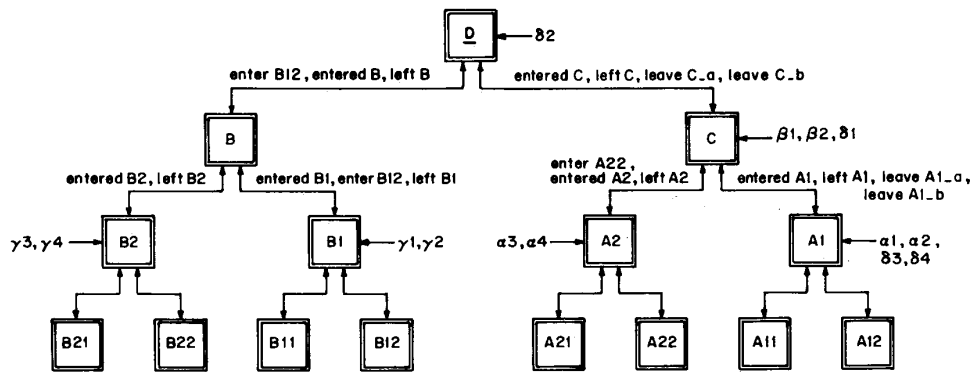 D
δ2
enter B12, entered B, left B
entered C, left C, leave C_a, leave C_b
B
C
β1, β2, δ1
entered B2, left B2
entered B1, enter B12, left B1
enter A22,
entered A2, left A2
entered A1, left A1, leave A1_a,
leave A1_b
γ3, γ4
B2
B1
γ1, γ2
α3, α4
A2
A1
α1, α2,
δ3, δ4
B21
B22
B11
B12
A21
A22
A11
A12